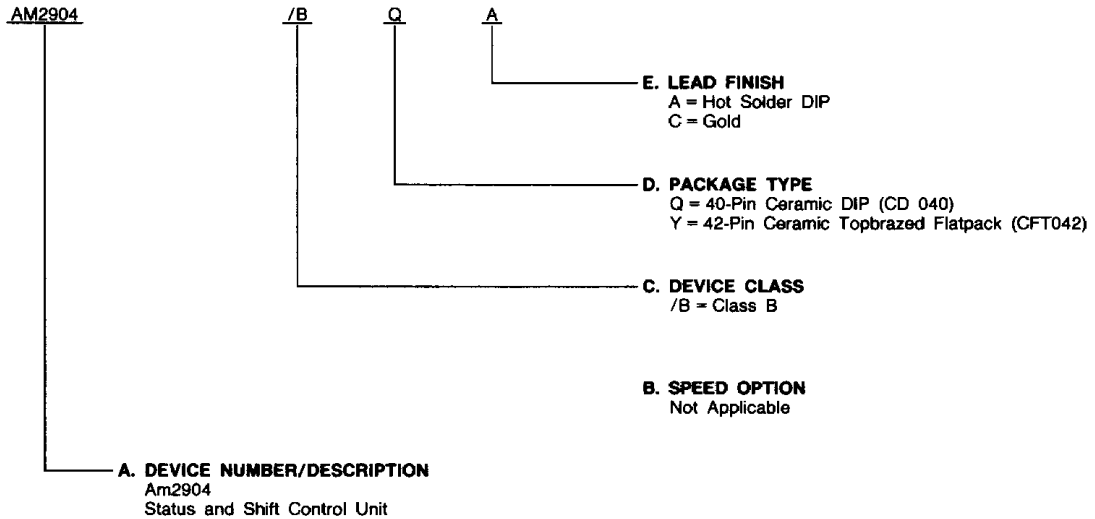 AM2904 /B Q A
E. LEAD FINISH
A = Hot Solder DIP
C = Gold
D. PACKAGE TYPE
Q = 40-Pin Ceramic DIP (CD 040)
Y = 42-Pin Ceramic Topbrazed Flatpack (CFT042)
C. DEVICE CLASS
/B = Class B
B. SPEED OPTION
Not Applicable
A. DEVICE NUMBER/DESCRIPTION
Am2904
Status and Shift Control Unit